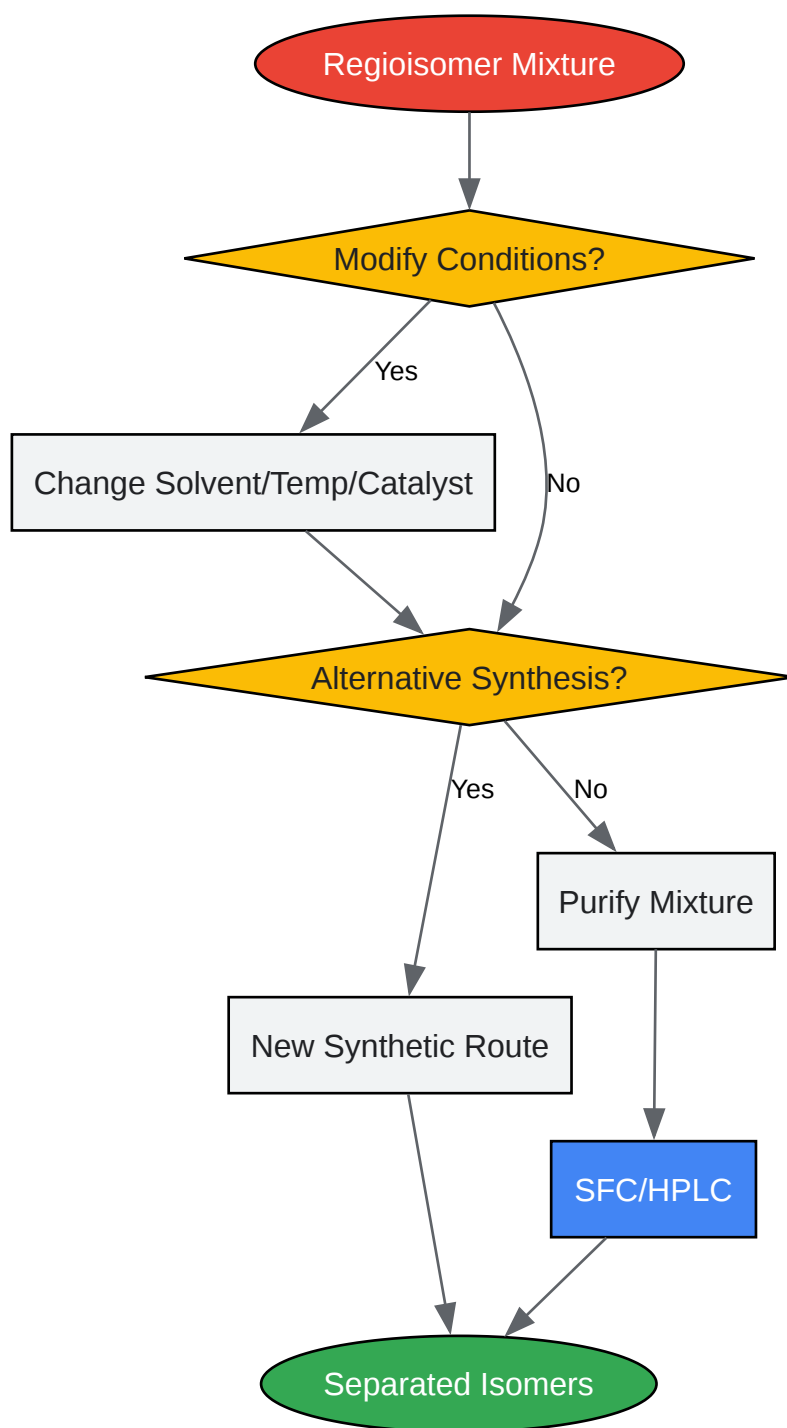 Regioisomer Mixture
Modify Conditions?
Yes
Change Solvent/Temp/Catalyst
No
Alternative Synthesis?
Yes
No
Purify Mixture
New Synthetic Route
SFC/HPLC
Separated Isomers